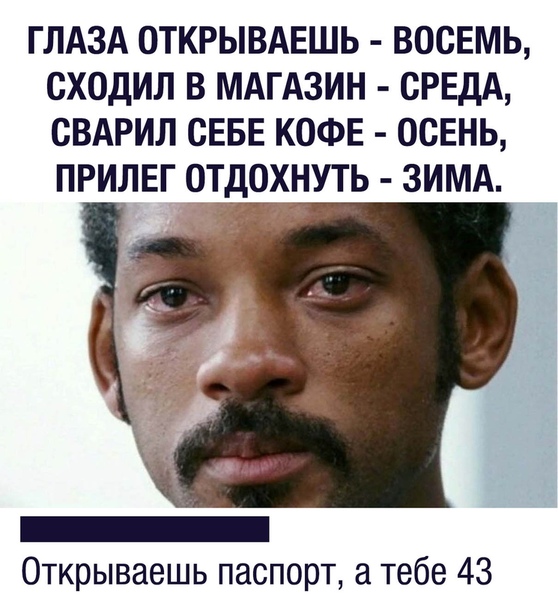 ГЛАЗА ОТКРЫВАЕШЬ - ВОСЕМЬ,
СХОДИЛ В МАГАЗИН - СРЕДА,
СВАРИЛ СЕБЕ КОФЕ - ОСЕНЬ,
ПРИЛЕГ ОТДОХНУТЬ - ЗИМА.
Открываешь паспорт, а тебе 43